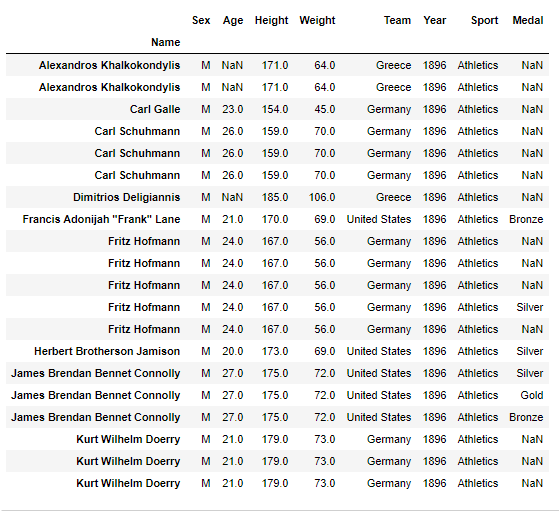 Sex Age Height Weight Team Year Sport Medal
Name
Alexandros Khalkokondylis M NaN 171.0 64.0 Greece 1896 Athletics NaN
Alexandros Khalkokondylis M NaN 171.0 64.0 Greece 1896 Athletics NaN
Carl Galle M 23.0 154.0 45.0 Germany 1896 Athletics NaN
Carl Schuhmann M 26.0 159.0 70.0 Germany 1896 Athletics NaN
Carl Schuhmann M 26.0 159.0 70.0 Germany 1896 Athletics NaN
Carl Schuhmann M 26.0 159.0 70.0 Germany 1896 Athletics NaN
Dimitrios Deligiannis M NaN 185.0 106.0 Greece 1896 Athletics NaN
Francis Adonijah "Frank" Lane M 21.0 170.0 69.0 United States 1896 Athletics Bronze
Fritz Hofmann M 24.0 167.0 56.0 Germany 1896 Athletics NaN
Fritz Hofmann M 24.0 167.0 56.0 Germany 1896 Athletics NaN
Fritz Hofmann M 24.0 167.0 56.0 Germany 1896 Athletics NaN
Fritz Hofmann M 24.0 167.0 56.0 Germany 1896 Athletics Silver
Fritz Hofmann M 24.0 167.0 56.0 Germany 1896 Athletics NaN
Herbert Brotherson Jamison M 20.0 173.0 69.0 United States 1896 Athletics Silver
James Brendan Bennet Connolly M 27.0 175.0 72.0 United States 1896 Athletics Silver
James Brendan Bennet Connolly M 27.0 175.0 72.0 United States 1896 Athletics Gold
James Brendan Bennet Connolly M 27.0 175.0 72.0 United States 1896 Athletics Bronze
Kurt Wilhelm Doerry M 21.0 179.0 73.0 Germany 1896 Athletics NaN
Kurt Wilhelm Doerry M 21.0 179.0 73.0 Germany 1896 Athletics NaN
Kurt Wilhelm Doerry M 21.0 179.0 73.0 Germany 1896 Athletics NaN